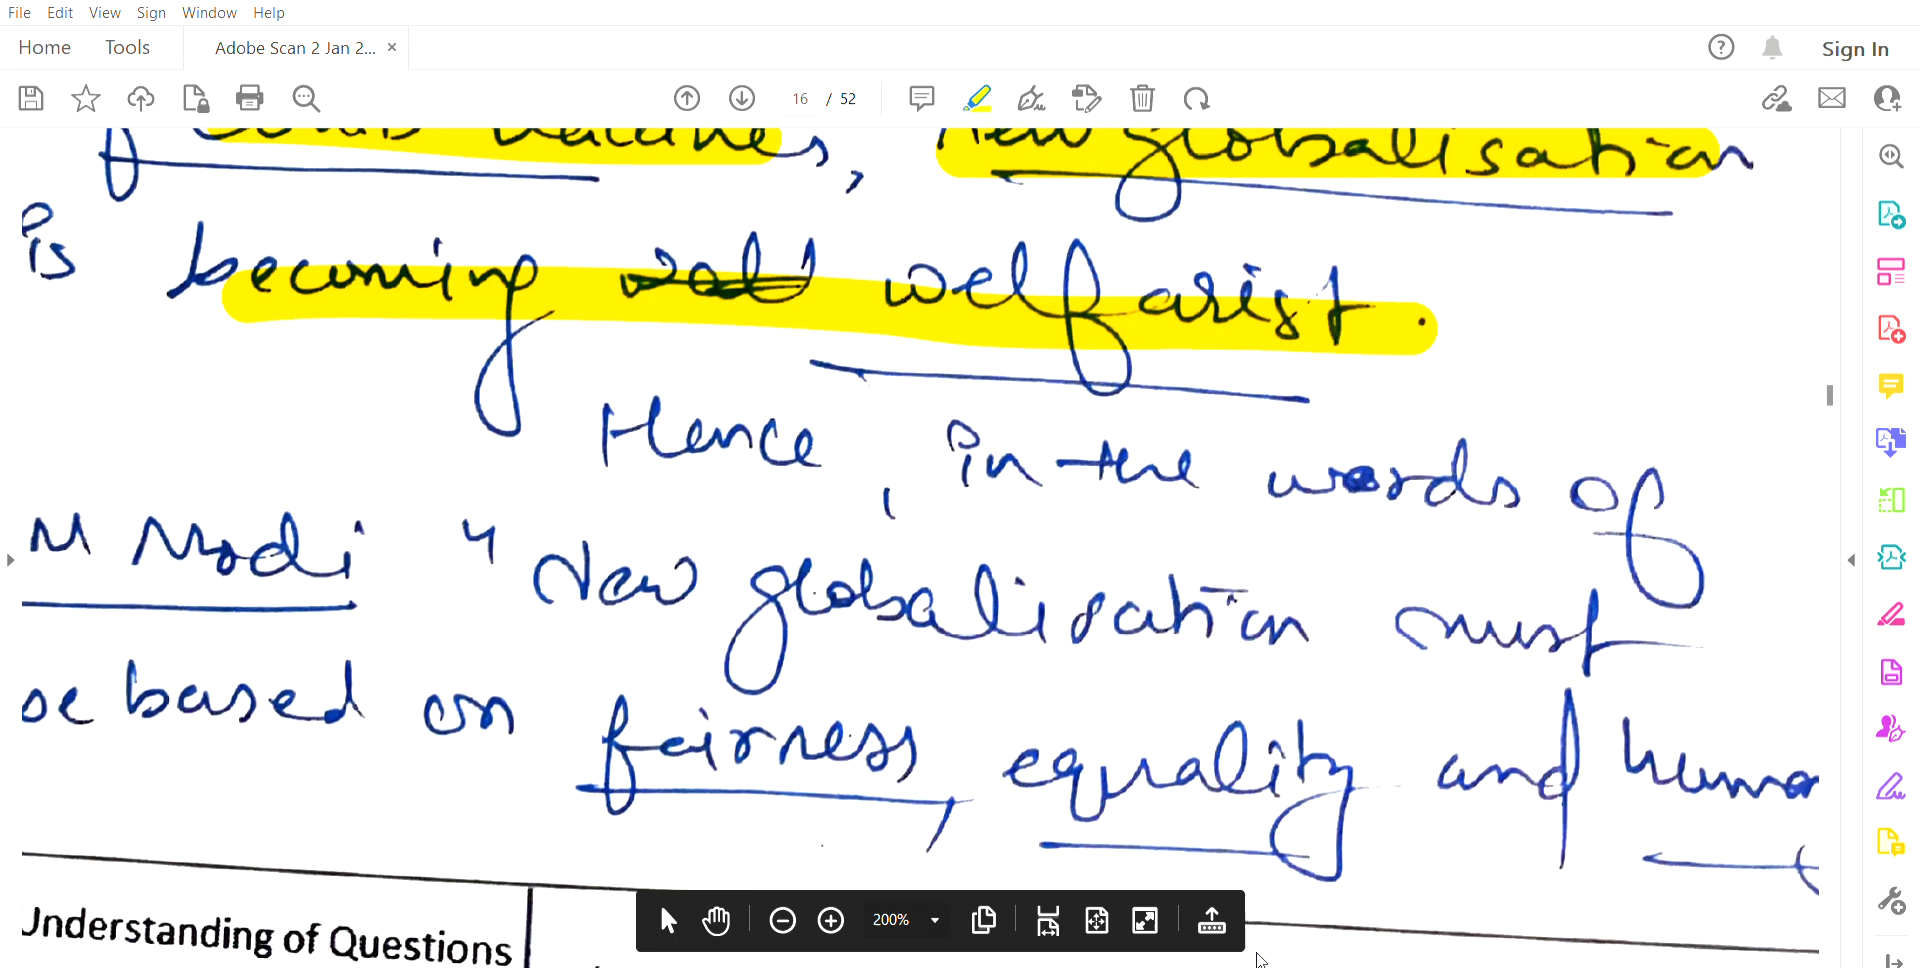 File Edit View Sign Window Help
Home Tools Adobe Scan 2 Jan 2... × Sign In
16 / 52
new globalisation
is becoming welfarist.
Hence, in the words of
M Modi "New globalisation must
be based on fairness, equality and huma
Understanding of Questions
200%